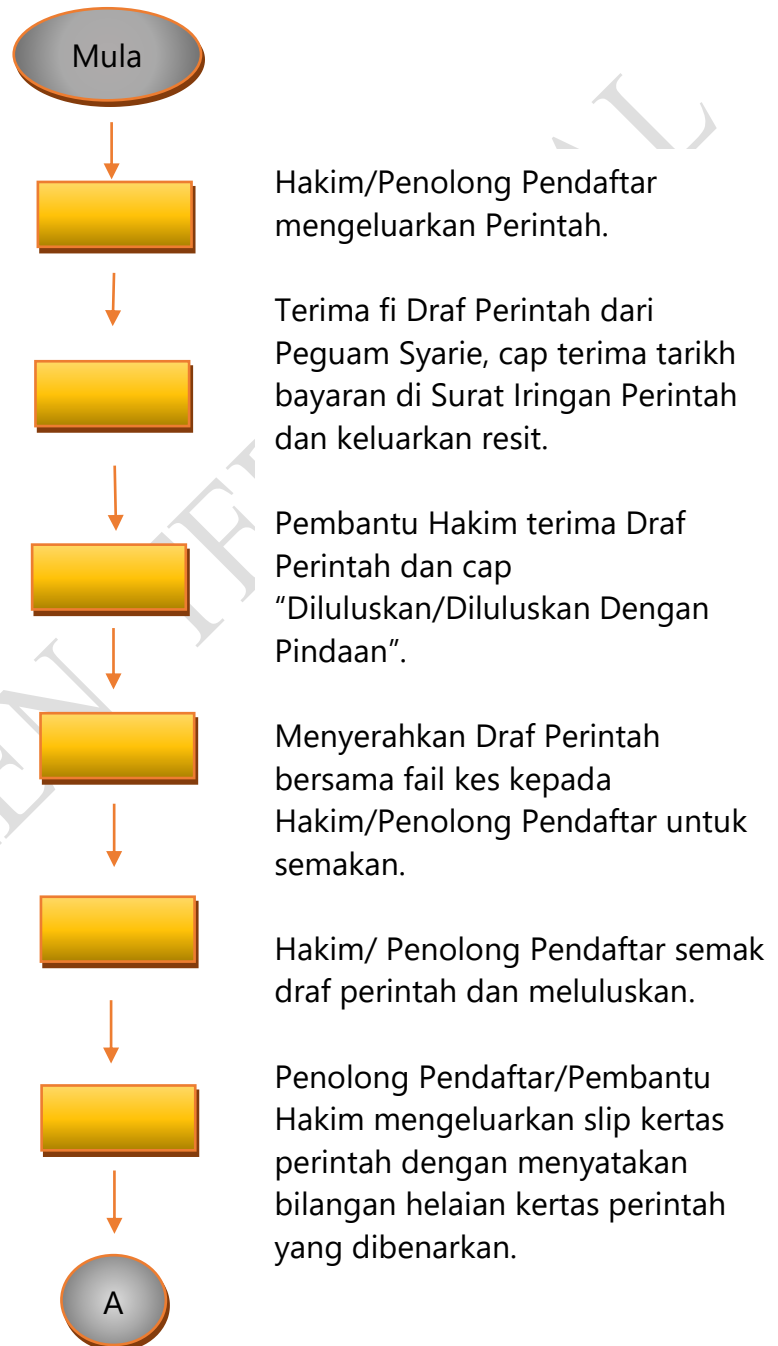 Mula
Hakim/Penolong Pendaftar
mengeluarkan Perintah.
Terima fi Draf Perintah dari
Peguam Syarie, cap terima tarikh
bayaran di Surat Iringan Perintah
dan keluarkan resit.
Pembantu Hakim terima Draf
Perintah dan cap
“Diluluskan/Diluluskan Dengan
Pindaan”.
Menyerahkan Draf Perintah
bersama fail kes kepada
Hakim/Penolong Pendaftar untuk
semakan.
Hakim/ Penolong Pendaftar semak
draf perintah dan meluluskan.
Penolong Pendaftar/Pembantu
Hakim mengeluarkan slip kertas
perintah dengan menyatakan
bilangan helaian kertas perintah
yang dibenarkan.
A